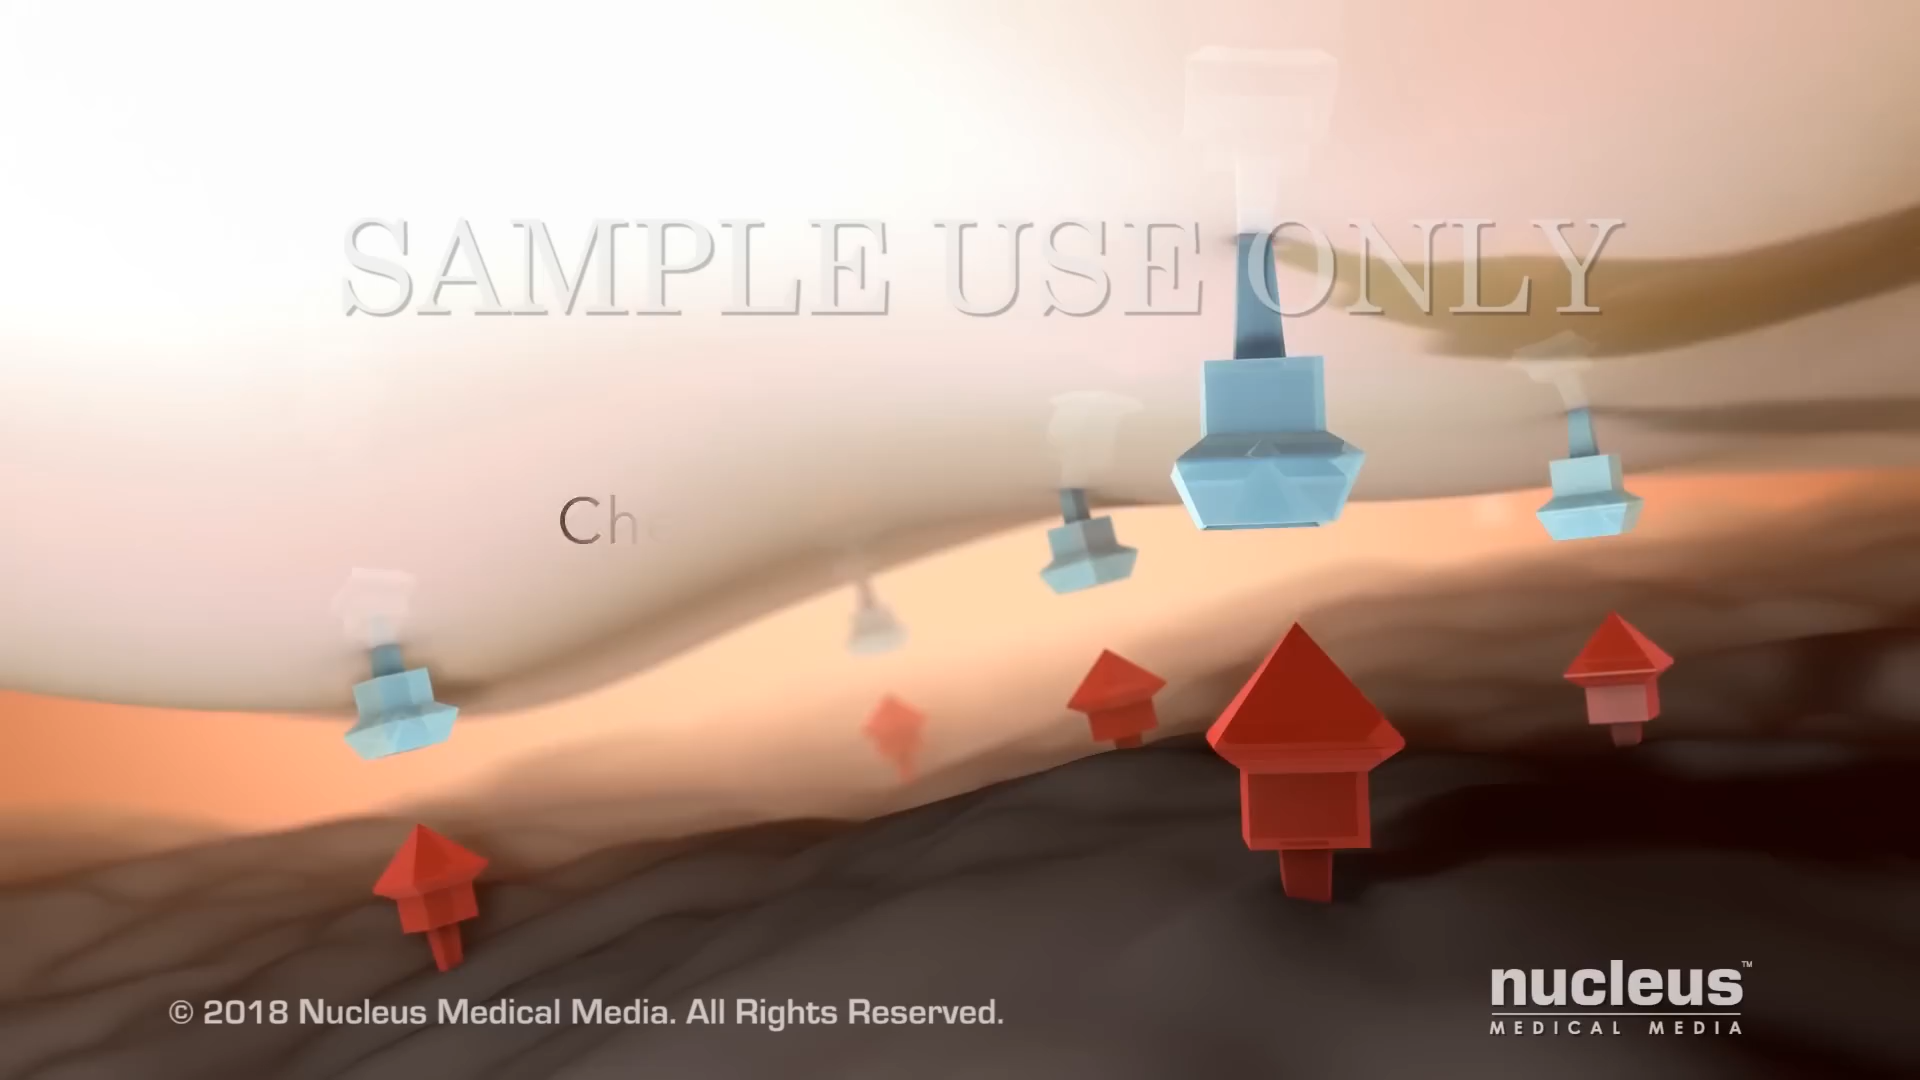 SAMPLE USE ONLY
Ch
© 2018 Nucleus Medical Media. All Rights Reserved.
nucleus™
MEDICAL MEDIA